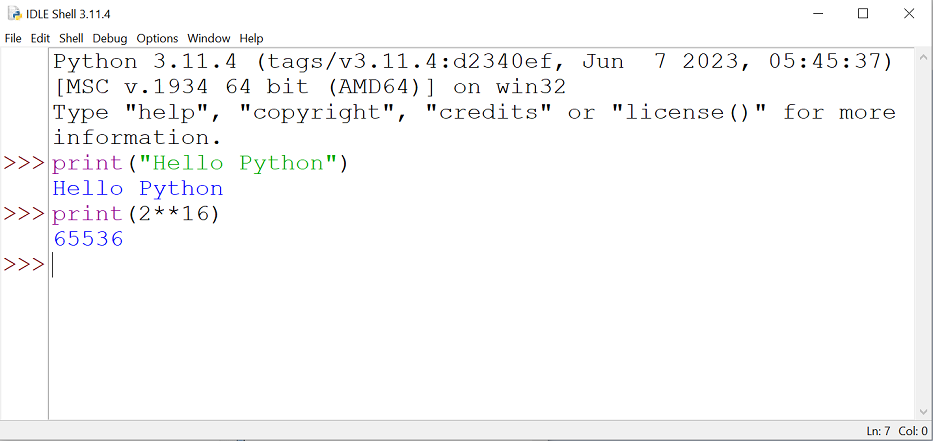 IDLE Shell 3.11.4
File Edit Shell Debug Options Window Help
Python 3.11.4 (tags/v3.11.4:d2340ef, Jun  7 2023, 05:45:37)
[MSC v.1934 64 bit (AMD64)] on win32
Type "help", "copyright", "credits" or "license()" for more
information.
>>> print("Hello Python")
Hello Python
>>> print(2**16)
65536
>>>
Ln: 7 Col: 0